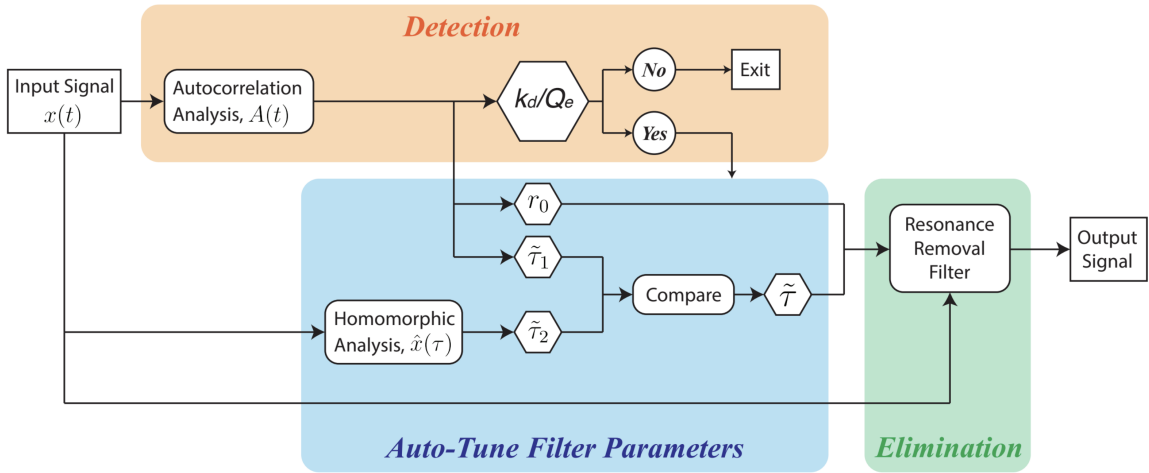 Detection
Input Signal
x(t)
Autocorrelation
Analysis, A(t)
k_d/Q_e
No
Exit
Yes
r_0
τ̃_1
Homomorphic
Analysis, x̂(τ)
τ̃_2
Compare
τ̃
Resonance
Removal
Filter
Output
Signal
Auto-Tune Filter Parameters
Elimination